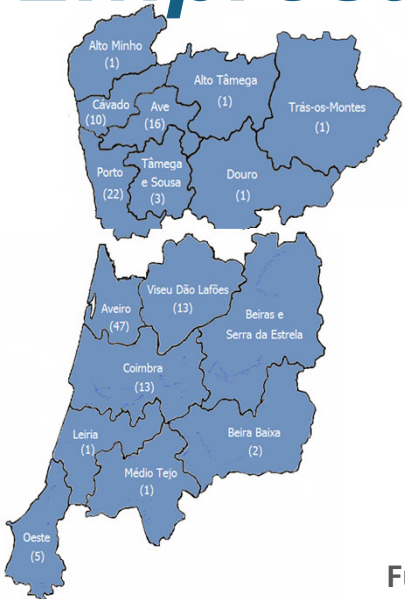 Alto Minho
(1)
Alto Tâmega
(1)
Trás-os-Montes
(1)
Cávado
(10)
Ave
(16)
Porto
(22)
Tâmega
e Sousa
(3)
Douro
(1)
Viseu Dão Lafões
(13)
Aveiro
(47)
Beiras e
Serra da Estrela
Coimbra
(13)
Leiria
(1)
Beira Baixa
(2)
Médio Tejo
(1)
Oeste
(5)